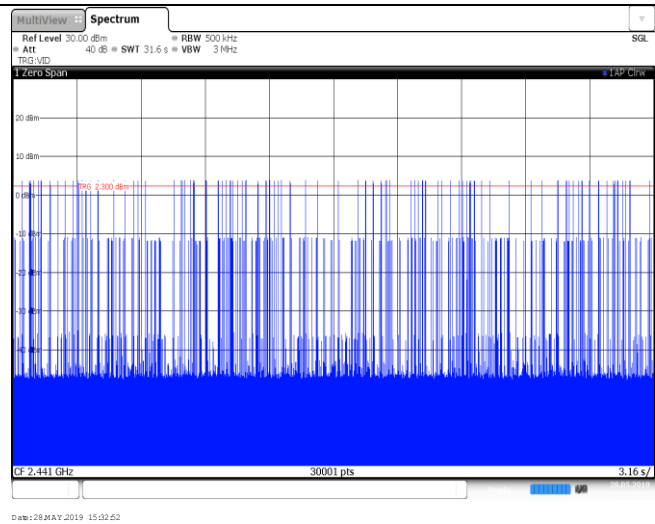 MultiView Spectrum
Ref Level 30.00 dBm RBW 500 kHz SGL
Att 40 dB SWT 31.6 s VBW 3 MHz
TRG:VID
1 Zero Span 1AP Clrw
20 dBm
10 dBm
TRG 2.300 dBm
0 dBm
-10 dBm
-20 dBm
-30 dBm
CF 2.441 GHz 30001 pts 3.16 s/
Date: 28.MAY.2019 15:32:52